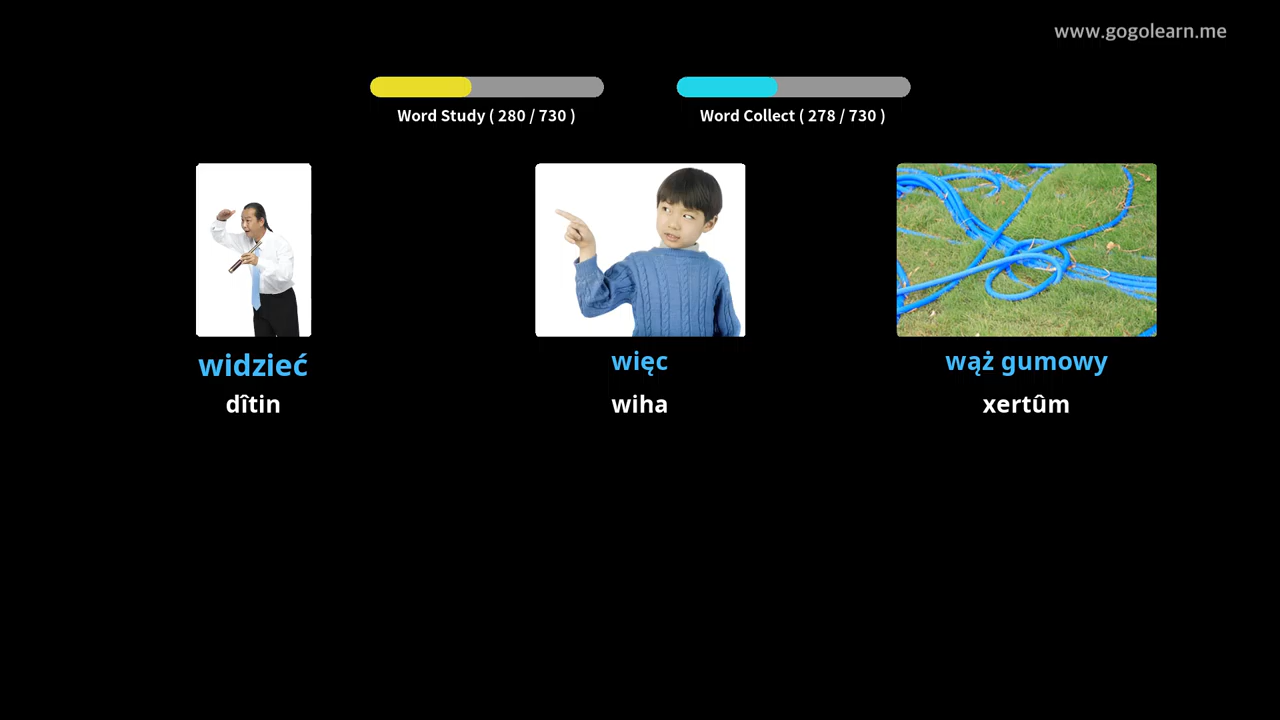 www.gogolearn.me
Word Study ( 280 / 730 )
Word Collect ( 278 / 730 )
widzieć
więc
wąż gumowy
dîtin
wiha
xertûm